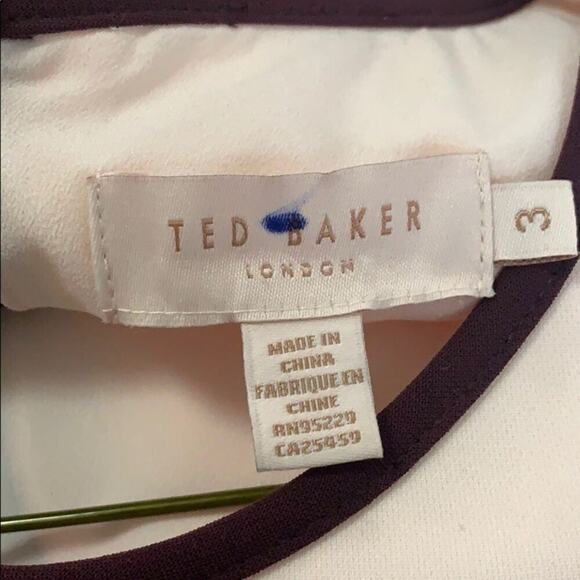 TED BAKER
LONDON
3
MADE IN
CHINA
FABRIQUE EN
CHINE
RN95229
CA25459